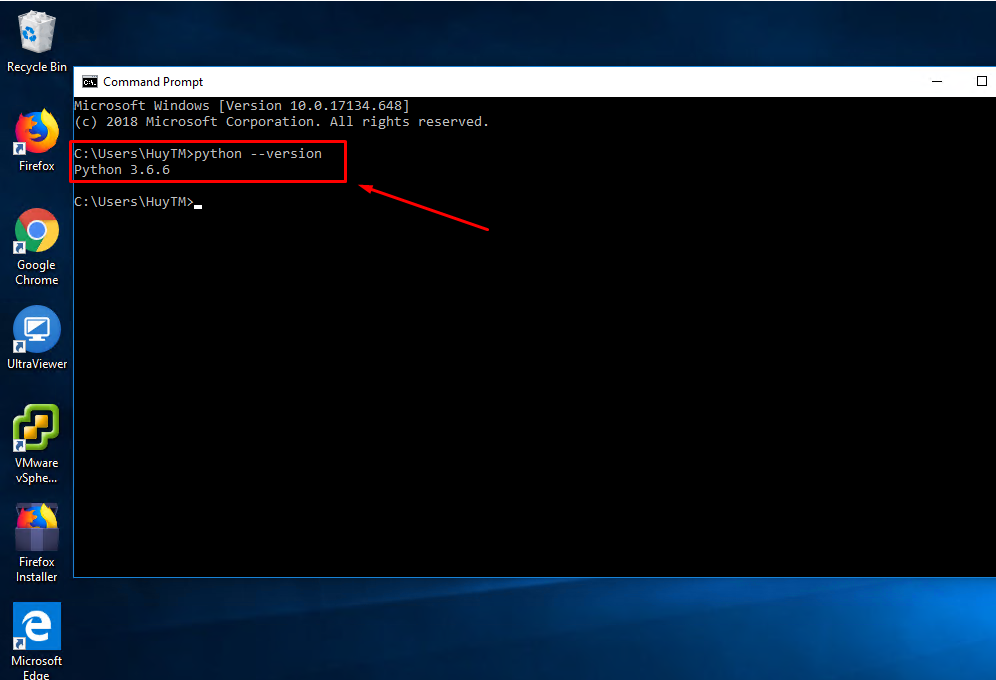 Recycle Bin
Firefox
Google
Chrome
UltraViewer
VMware
vSphe...
Firefox
Installer
Microsoft
Edge
C:\.
Command Prompt
Microsoft Windows [Version 10.0.17134.648]
(c) 2018 Microsoft Corporation. All rights reserved.
C:\Users\HuyTM>python --version
Python 3.6.6
C:\Users\HuyTM>